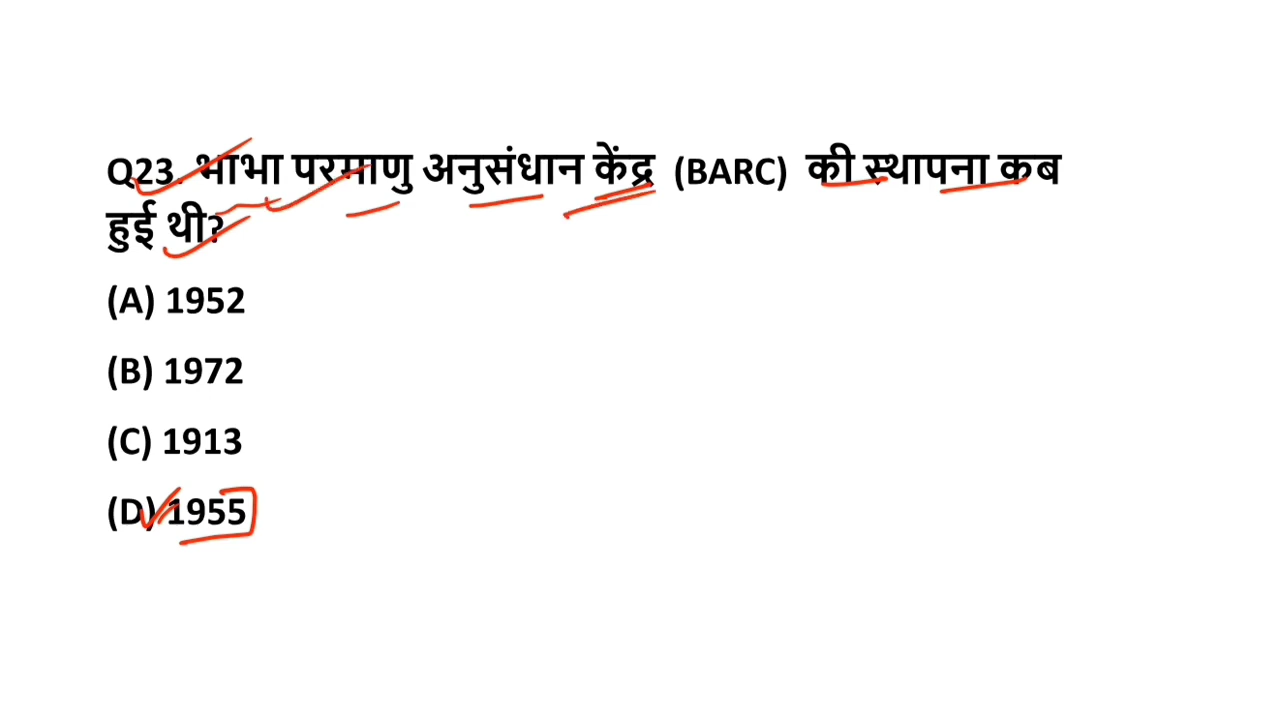 Q23. भाभा परमाणु अनुसंधान केंद्र (BARC) की स्थापना कब
हुई थी?
(A) 1952
(B) 1972
(C) 1913
(D) 1955